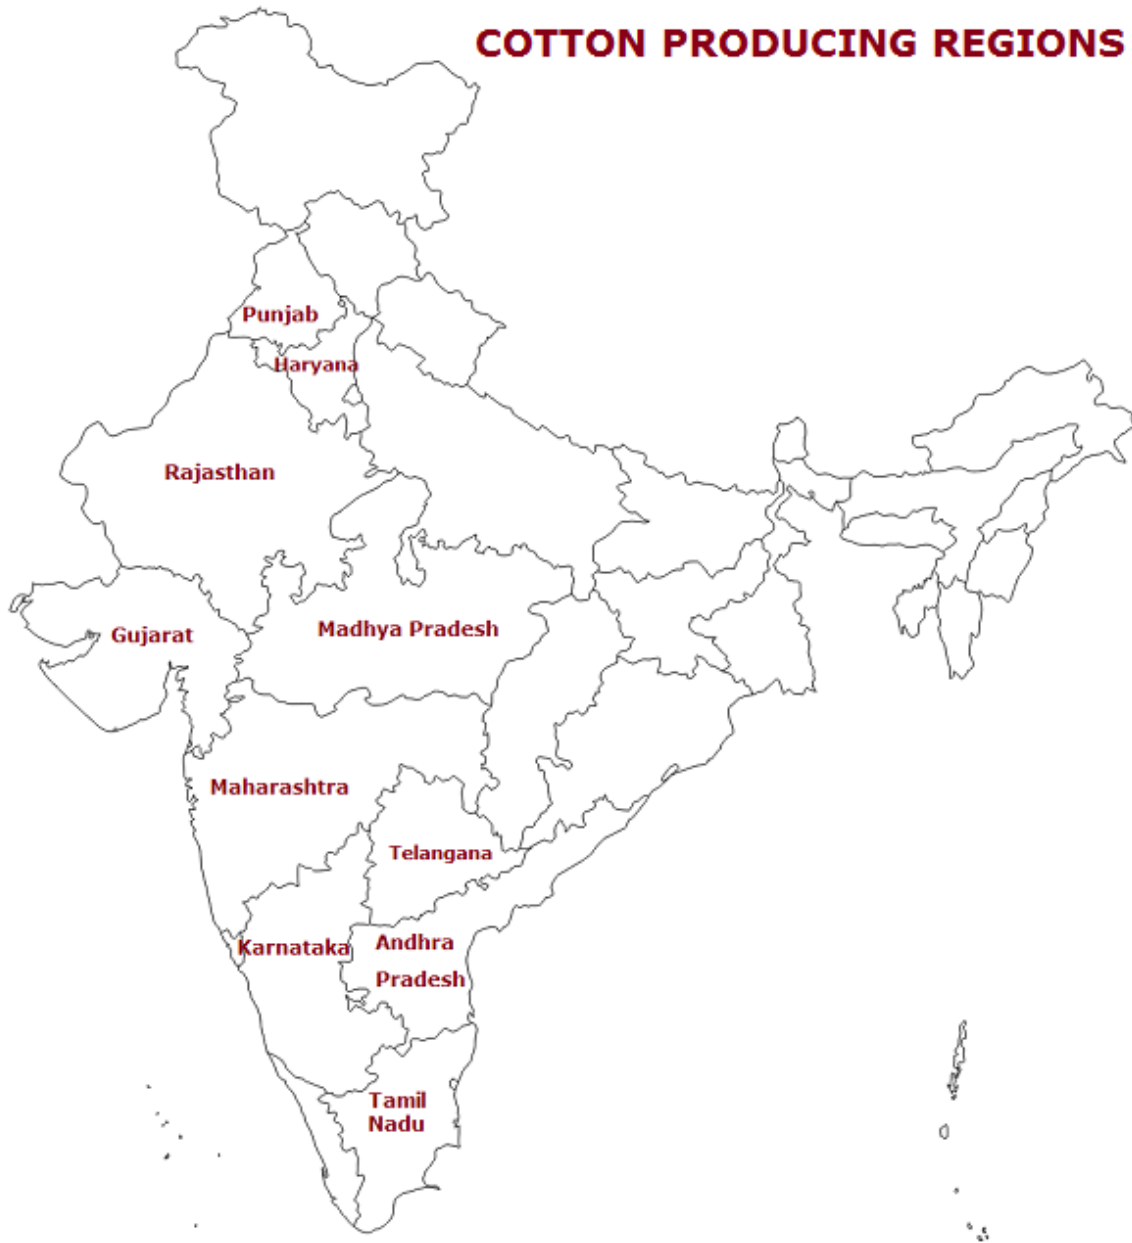 COTTON PRODUCING REGIONS
Punjab
Haryana
Rajasthan
Gujarat
Madhya Pradesh
Maharashtra
Telangana
Karnataka
Andhra
Pradesh
Tamil
Nadu